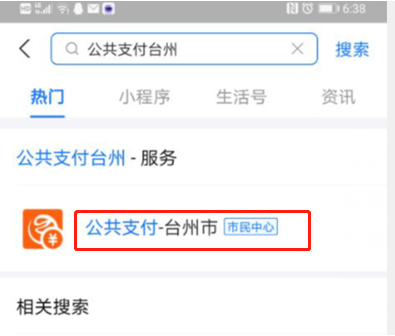 6:38
公共支付台州
搜索
热门 小程序 生活号 资讯
公共支付台州 - 服务
公共支付-台州市 市民中心
相关搜索